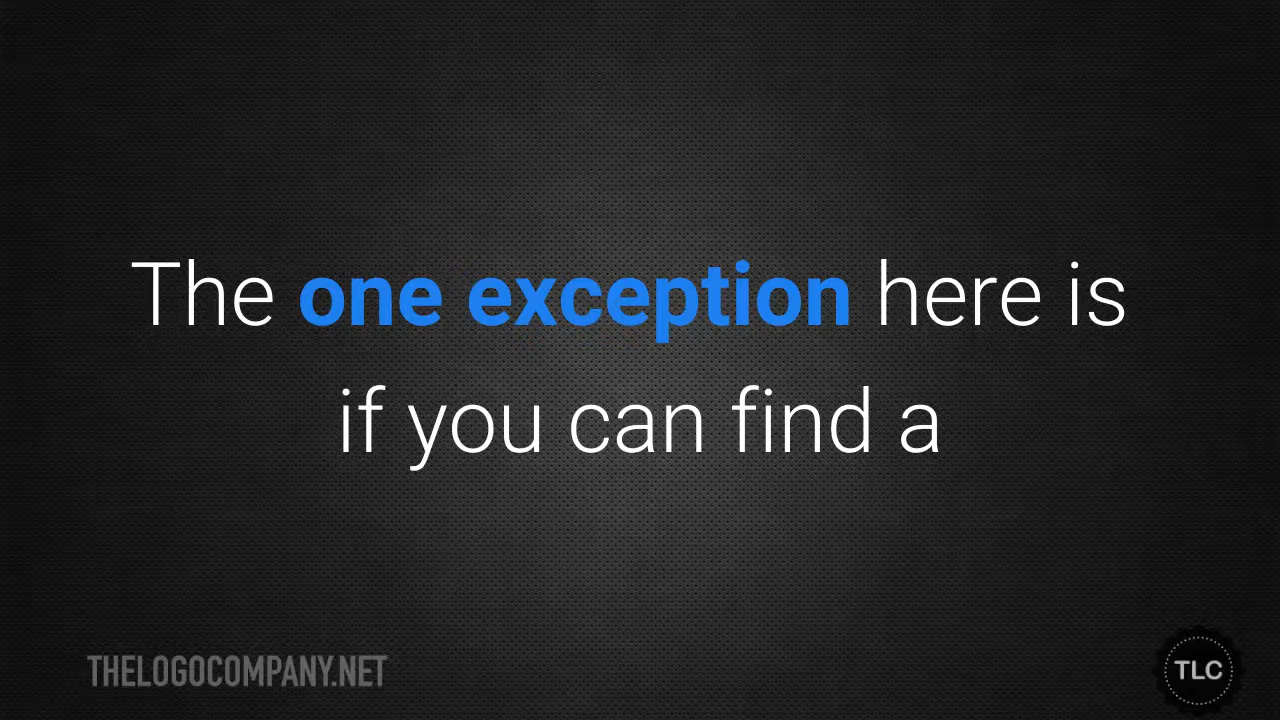 The one exception here is
if you can find a
THELOGOCOMPANY.NET
TLC